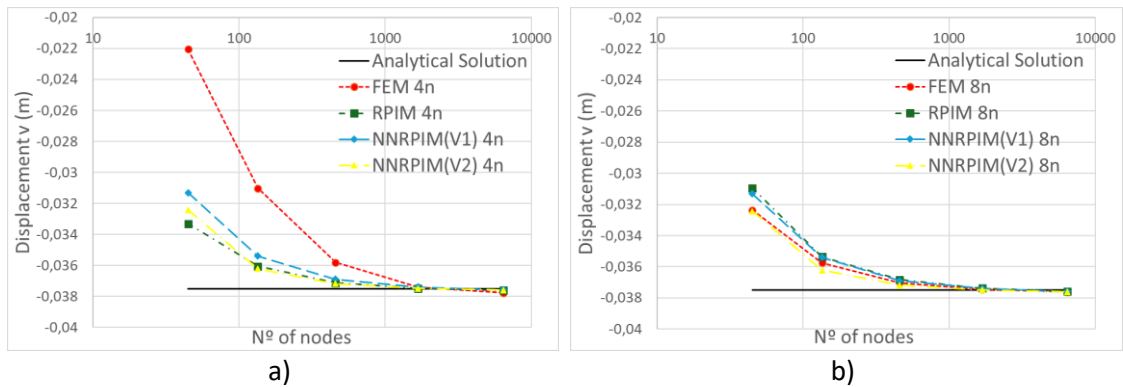 -0,02
10 100 1000 10000
-0,022
-0,024
-0,026
-0,028
-0,03
-0,032
-0,034
-0,036
-0,038
-0,04
Displacement v (m)
Analytical Solution
FEM 4n
RPIM 4n
NNRPIM(V1) 4n
NNRPIM(V2) 4n
Nº of nodes
a)
-0,02
10 100 1000 10000
-0,022
-0,024
-0,026
-0,028
-0,03
-0,032
-0,034
-0,036
-0,038
-0,04
Displacement v (m)
Analytical Solution
FEM 8n
RPIM 8n
NNRPIM(V1) 8n
NNRPIM(V2) 8n
Nº of nodes
b)